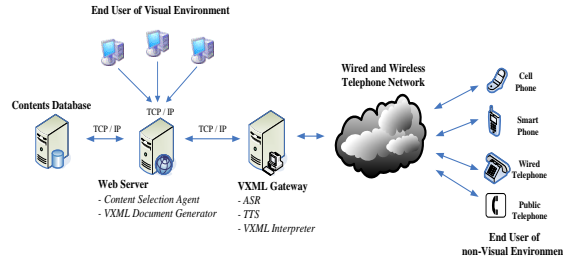 End User of Visual Environment
Wired and Wireless
Telephone Network
Cell
Phone
Contents Database
TCP / IP
TCP / IP
TCP / IP
Smart
Phone
Web Server
- Content Selection Agent
- VXML Document Generator
VXML Gateway
- ASR
- TTS
- VXML Interpreter
Wired
Telephone
Public
Telephone
End User of
non-Visual Environmen